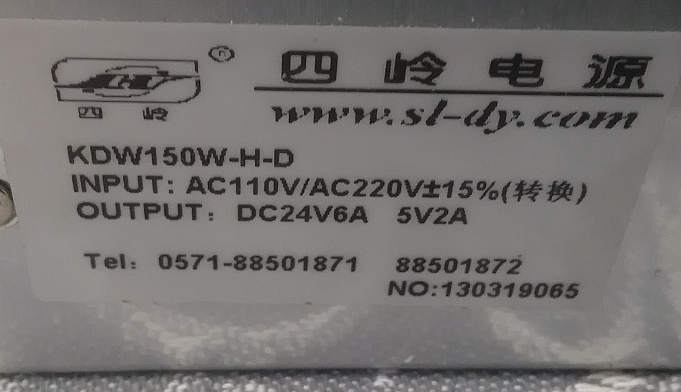 ® 四岭电源
四岭 www.sl-dy.com
KDW150W-H-D
INPUT: AC110V/AC220V±15%(转换)
OUTPUT: DC24V6A 5V2A
Tel: 0571-88501871 88501872
NO:130319065